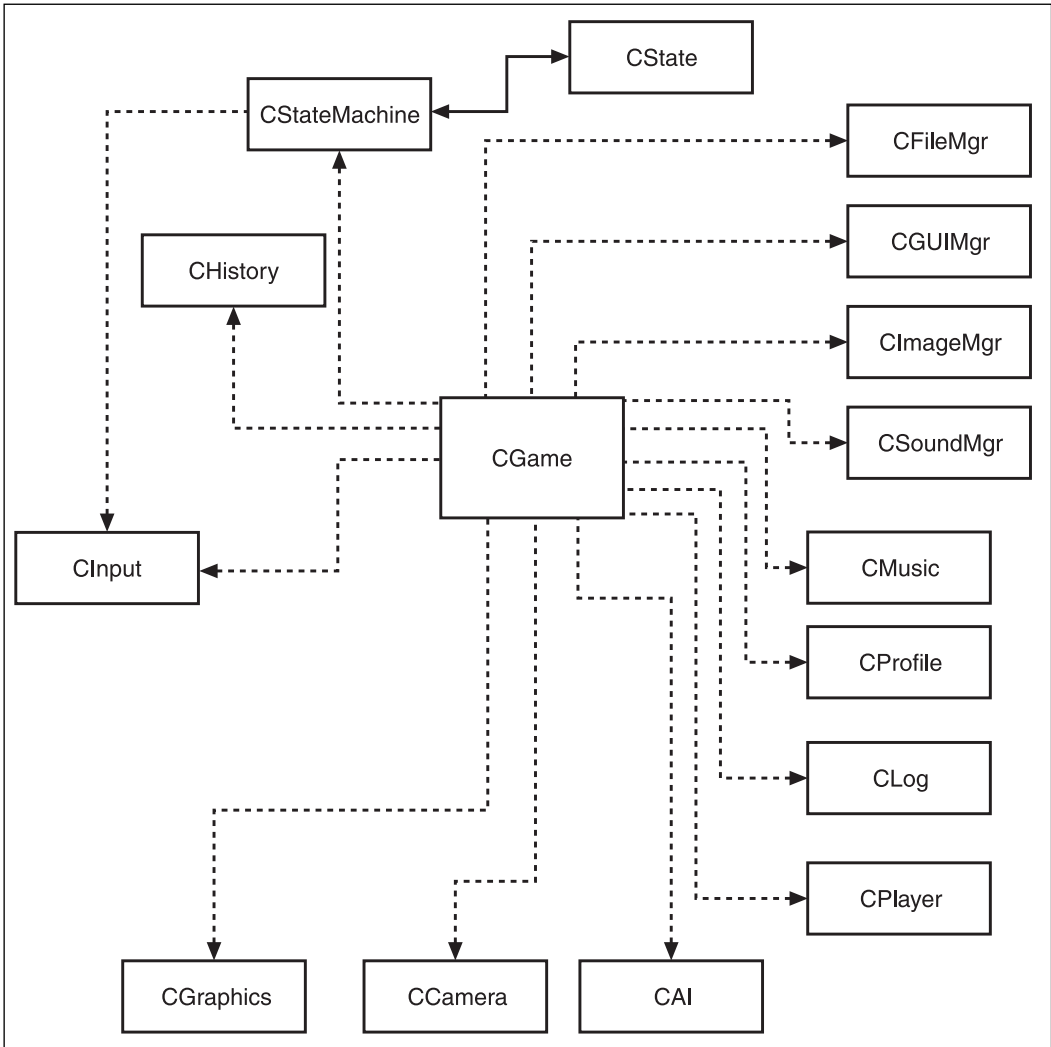 CState
CStateMachine
CFileMgr
CGUIMgr
CHistory
CImageMgr
CSoundMgr
CGame
CInput
CMusic
CProfile
CLog
CPlayer
CGraphics
CCamera
CAI